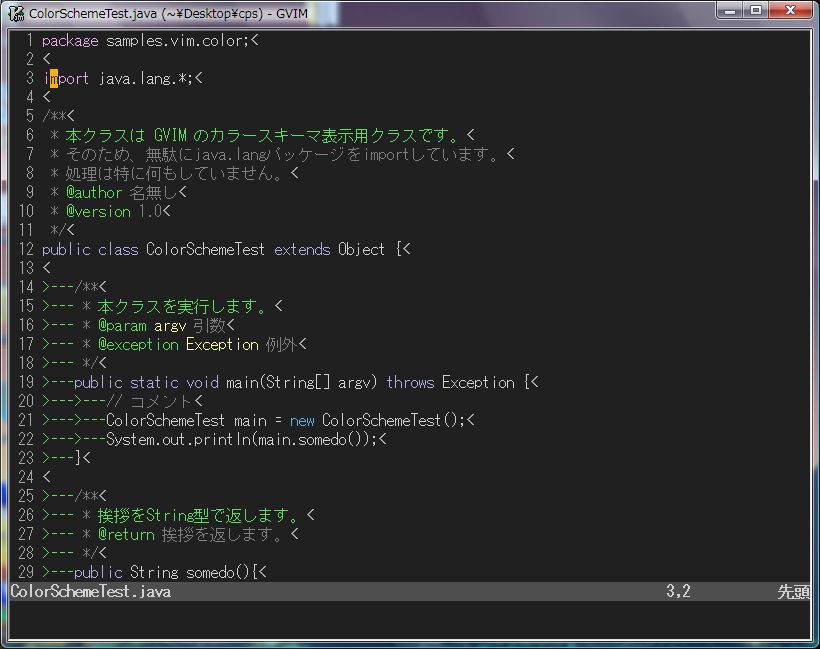 ColorSchemeTest.java (~¥Desktop¥cps) - GVIM
1 package samples.vim.color;<
2 <
3 import java.lang.*;<
4 <
5 /**<
6  * 本クラスは GVIM のカラースキーマ表示用クラスです。<
7  * そのため、無駄にjava.langパッケージをimportしています。<
8  * 処理は特に何もしていません。<
9  * @author 名無し<
10  * @version 1.0<
11  */<
12 public class ColorSchemeTest extends Object {<
13 <
14 >---/**<
15 >--- * 本クラスを実行します。<
16 >--- * @param argv 引数<
17 >--- * @exception Exception 例外<
18 >--- */<
19 >---public static void main(String[] argv) throws Exception {<
20 >--->---// コメント<
21 >--->---ColorSchemeTest main = new ColorSchemeTest();<
22 >--->---System.out.println(main.somedo());<
23 >---}<
24 <
25 >---/**<
26 >--- * 挨拶をString型で返します。<
27 >--- * @return 挨拶を返します。<
28 >--- */<
29 >---public String somedo(){<
ColorSchemeTest.java 3,2 先頭